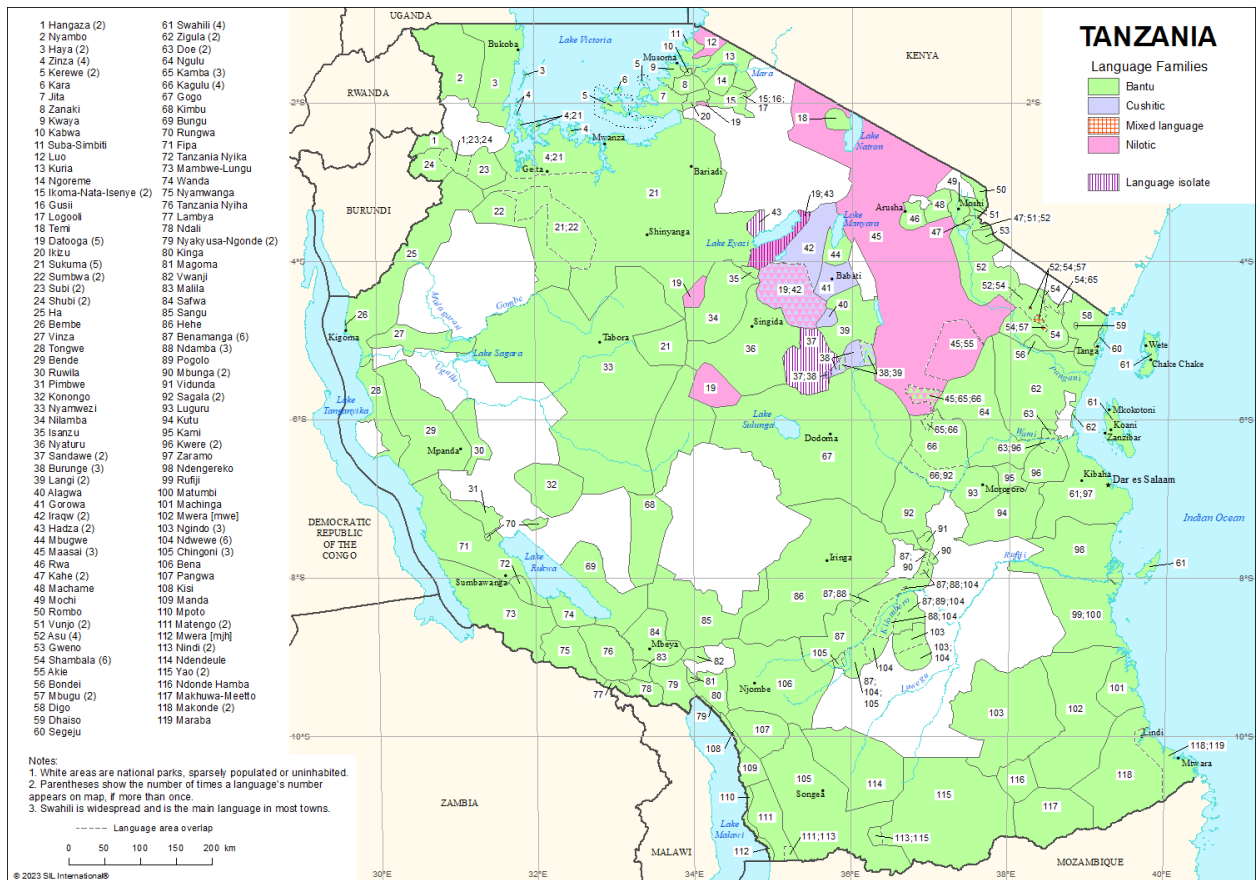 TANZANIA
Language Families
Bantu
Cushitic
Mixed language
Nilotic
Language isolate
1 Hangaza (2)
2 Nyambo
3 Haya (2)
4 Zinza (4)
5 Kerewe (2)
6 Kara
7 Jita
8 Zanaki
9 Kwaya
10 Kabwa
11 Suba-Simbiti
12 Luo
13 Kuria
14 Ngoreme
15 Ikoma-Nata-Isenye (2)
16 Gusii
17 Logooli
18 Temi
19 Datooga (5)
20 Ikizu
21 Sukuma (5)
22 Sumbwa (2)
23 Subi (2)
24 Shubi (2)
25 Ha
26 Bembe
27 Vinza
28 Tongwe
29 Bende
30 Ruwila
31 Pimbwe
32 Konongo
33 Nyamwezi
34 Nilamba
35 Isanzu
36 Nyaturu
37 Sandawe (2)
38 Burunge (3)
39 Langi (2)
40 Alagwa
41 Gorowa
42 Iraqw (2)
43 Hadza (2)
44 Mbugwe
45 Maasai (3)
46 Rwa
47 Kahe (2)
48 Machame
49 Mochi
50 Rombo
51 Vunjo (2)
52 Asu (4)
53 Gweno
54 Shambala (6)
55 Akie
56 Bondei
57 Mbugu (2)
58 Digo
59 Dhaiso
60 Segeju
61 Swahili (4)
62 Zigula (2)
63 Doe (2)
64 Ngulu
65 Kamba (3)
66 Kagulu (4)
67 Gogo
68 Kimbu
69 Bungu
70 Rungwa
71 Fipa
72 Tanzania Nyika
73 Mambwe-Lungu
74 Wanda
75 Nyamwanga
76 Tanzania Nyiha
77 Lambya
78 Ndali
79 Nyakyusa-Ngonde (2)
80 Kinga
81 Magoma
82 Vwanji
83 Malila
84 Safwa
85 Sangu
86 Hehe
87 Benamanga (6)
88 Ndamba (3)
89 Pogolo
90 Mbunga (2)
91 Vidunda
92 Sagala (2)
93 Luguru
94 Kutu
95 Kami
96 Kwere (2)
97 Zaramo
98 Ndengereko
99 Rufiji
100 Matumbi
101 Machinga
102 Mwera [mwe]
103 Ngindo (3)
104 Ndwewe (6)
105 Chingoni (3)
106 Bena
107 Pangwa
108 Kisi
109 Manda
110 Mpoto
111 Matengo (2)
112 Mwera [mjh]
113 Nindi (2)
114 Ndendeule
115 Yao (2)
116 Ndonde Hamba
117 Makhuwa-Meetto
118 Makonde (2)
119 Maraba
Notes:
1. White areas are national parks, sparsely populated or uninhabited.
2. Parentheses show the number of times a language's number
appears on map, if more than once.
3. Swahili is widespread and is the main language in most towns.
Language area overlap
0 50 100 150 200 km
© 2023 SIL International®
UGANDA
KENYA
RWANDA
BURUNDI
DEMOCRATIC
REPUBLIC
OF THE
CONGO
ZAMBIA
MALAWI
MOZAMBIQUE
Lake Victoria
Mara
Lake
Natron
Lake
Manyara
Lake Eyasi
Lake Sagara
Lake
Tanganyika
Lake
Sulunga
Lake
Rukwa
Lake
Malawi
Indian Ocean
Gombe
Ugalla
Pangani
Wami
Rufiji
Kilombero
Luwegu
Bukoba
Musoma
Mwanza
Geita
Bariadi
Shinyanga
Arusha
Moshi
Babati
Singida
Tabora
Kigoma
Mpanda
Dodoma
Tanga
Wete
Chake Chake
Mkokotoni
Koani
Zanzibar
Kibaha
Dar es Salaam
Morogoro
Iringa
Sumbawanga
Mbeya
Njombe
Songea
Lindi
Mtwara
2°S
2°S
4°S
4°S
6°S
6°S
8°S
8°S
10°S
10°S
30°E
32°E
34°E
36°E
38°E
40°E